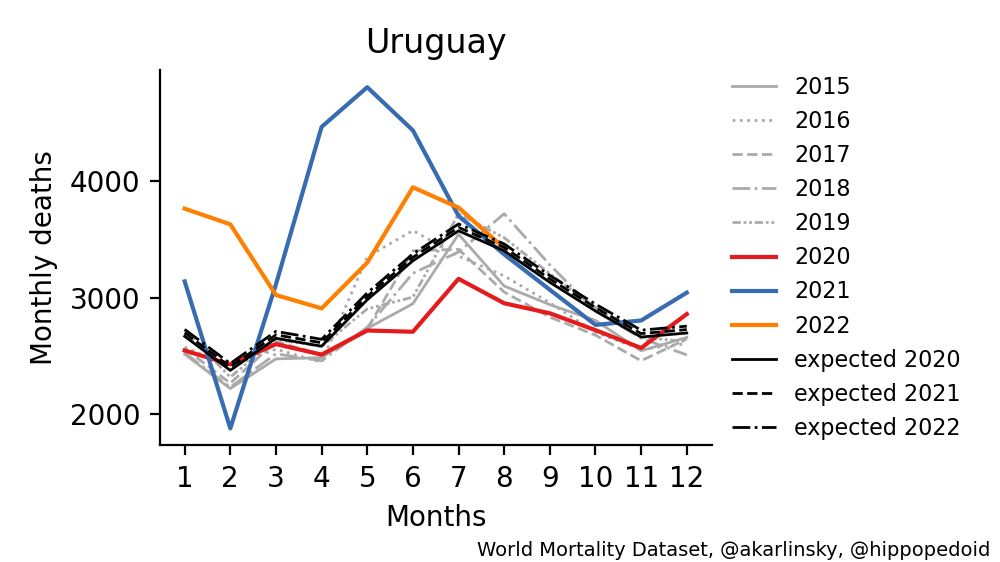 Uruguay
Monthly deaths
4000
3000
2000
1 2 3 4 5 6 7 8 9 10 11 12
Months
2015
2016
2017
2018
2019
2020
2021
2022
expected 2020
expected 2021
expected 2022
World Mortality Dataset, @akarlinsky, @hippopedoid